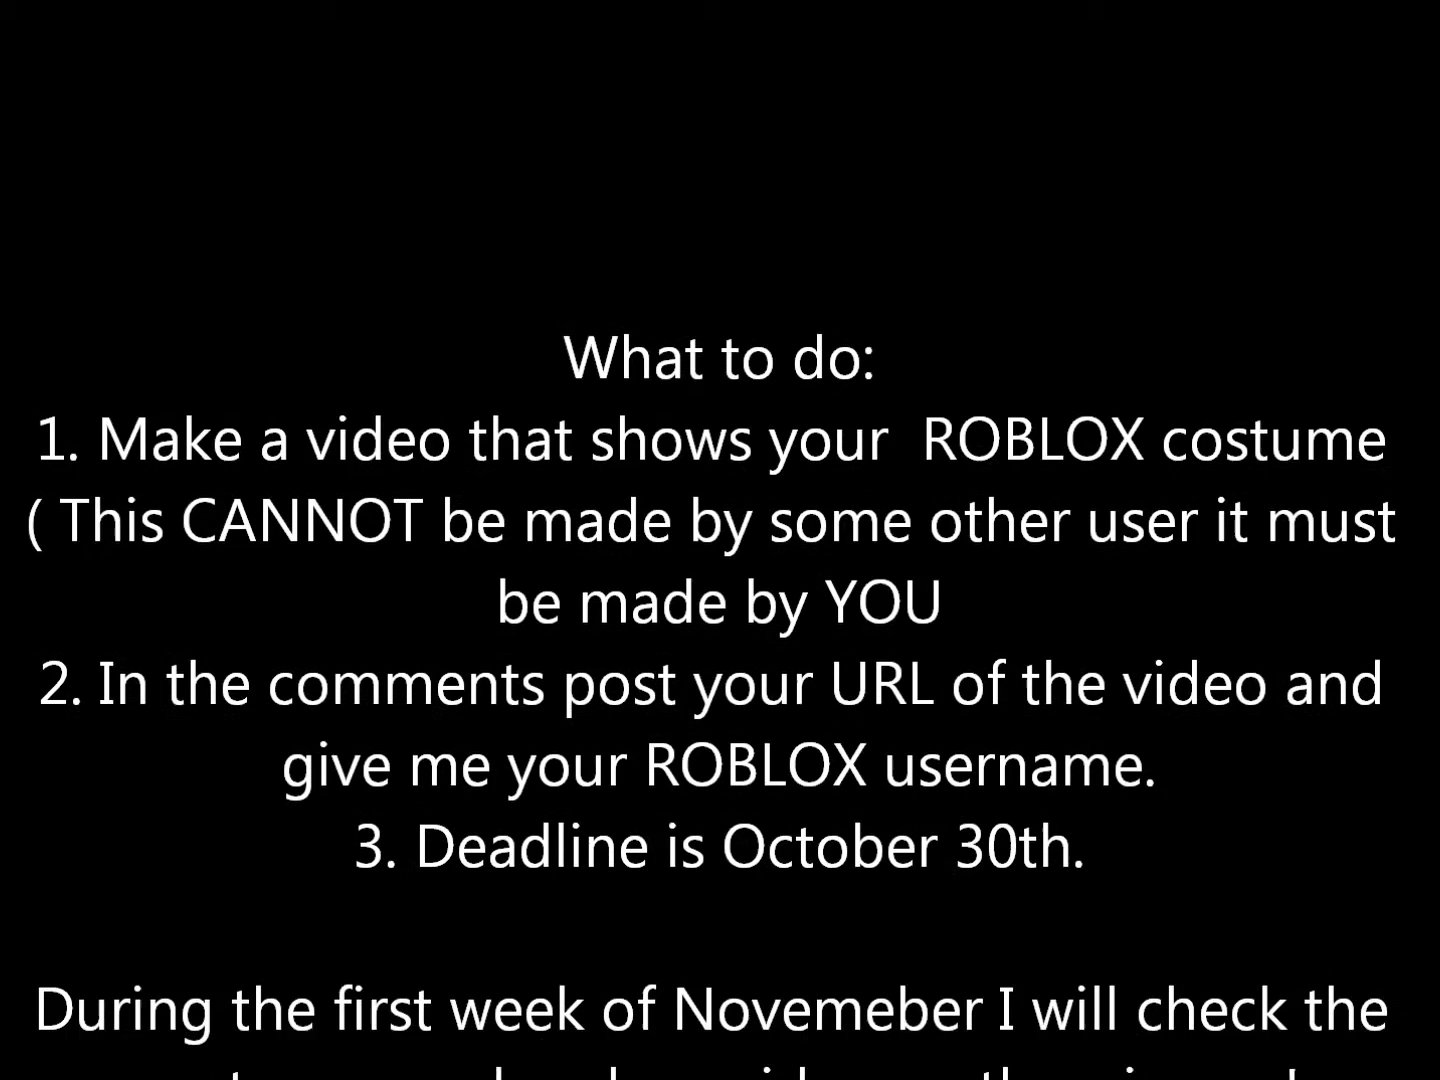 What to do:
1. Make a video that shows your  ROBLOX costume
( This CANNOT be made by some other user it must
be made by YOU
2. In the comments post your URL of the video and
give me your ROBLOX username.
3. Deadline is October 30th.
During the first week of Novemeber I will check the